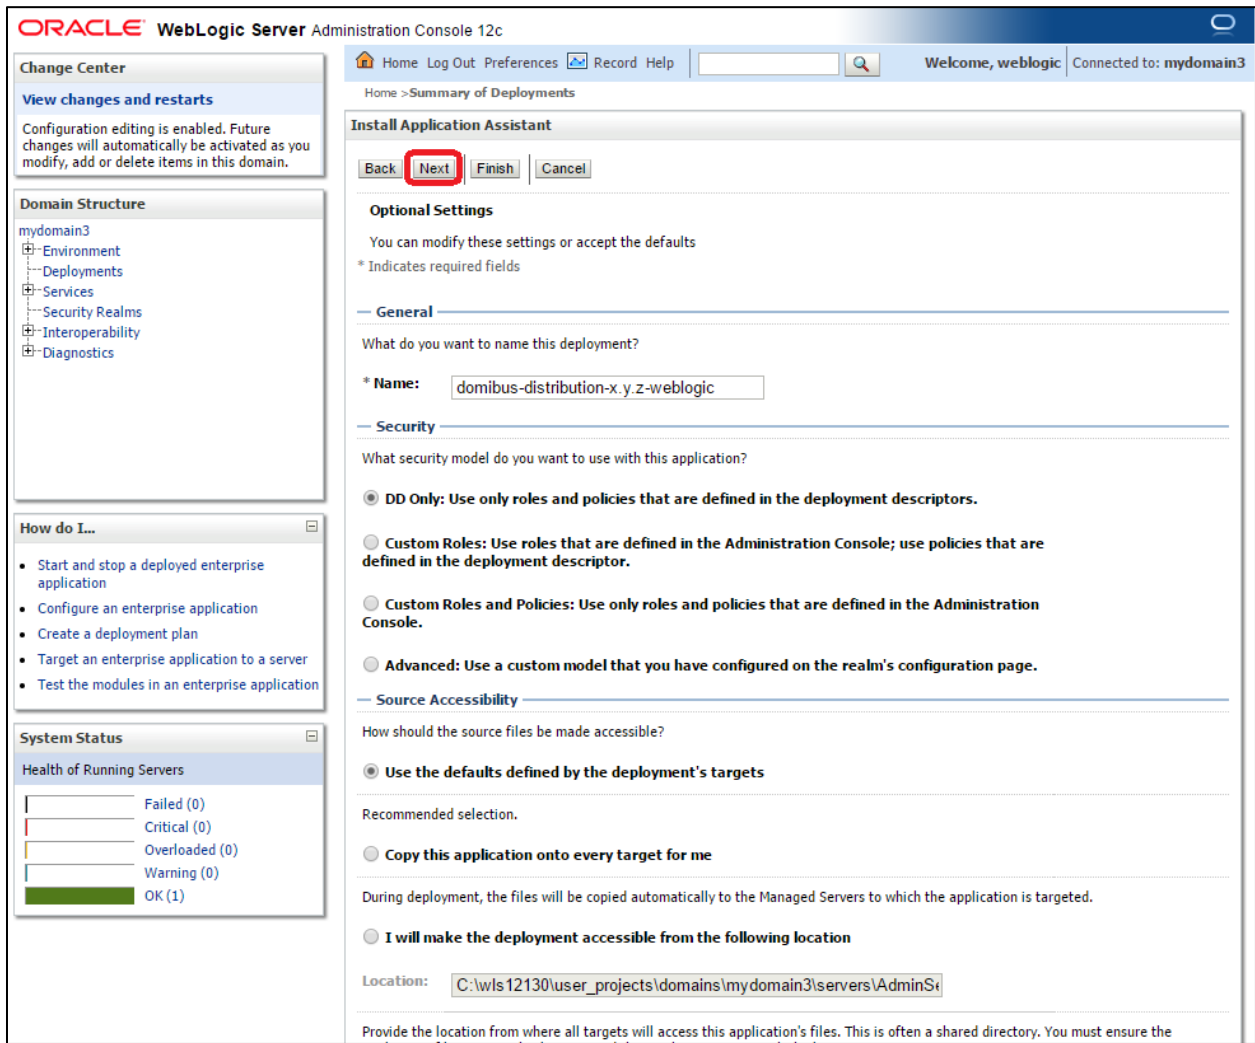 ORACLE WebLogic Server Administration Console 12c
Change Center
View changes and restarts
Configuration editing is enabled. Future
changes will automatically be activated as you
modify, add or delete items in this domain.
Domain Structure
mydomain3
Environment
Deployments
Services
Security Realms
Interoperability
Diagnostics
How do I...
Start and stop a deployed enterprise
application
Configure an enterprise application
Create a deployment plan
Target an enterprise application to a server
Test the modules in an enterprise application
System Status
Health of Running Servers
Failed (0)
Critical (0)
Overloaded (0)
Warning (0)
OK (1)
Home Log Out Preferences Record Help
Welcome, weblogic Connected to: mydomain3
Home >Summary of Deployments
Install Application Assistant
Back Next Finish Cancel
Optional Settings
You can modify these settings or accept the defaults
* Indicates required fields
General
What do you want to name this deployment?
* Name: domibus-distribution-x.y.z-weblogic
Security
What security model do you want to use with this application?
DD Only: Use only roles and policies that are defined in the deployment descriptors.
Custom Roles: Use roles that are defined in the Administration Console; use policies that are
defined in the deployment descriptor.
Custom Roles and Policies: Use only roles and policies that are defined in the Administration
Console.
Advanced: Use a custom model that you have configured on the realm's configuration page.
Source Accessibility
How should the source files be made accessible?
Use the defaults defined by the deployment's targets
Recommended selection.
Copy this application onto every target for me
During deployment, the files will be copied automatically to the Managed Servers to which the application is targeted.
I will make the deployment accessible from the following location
Location: C:\wls12130\user_projects\domains\mydomain3\servers\AdminSe
Provide the location from where all targets will access this application's files. This is often a shared directory. You must ensure the